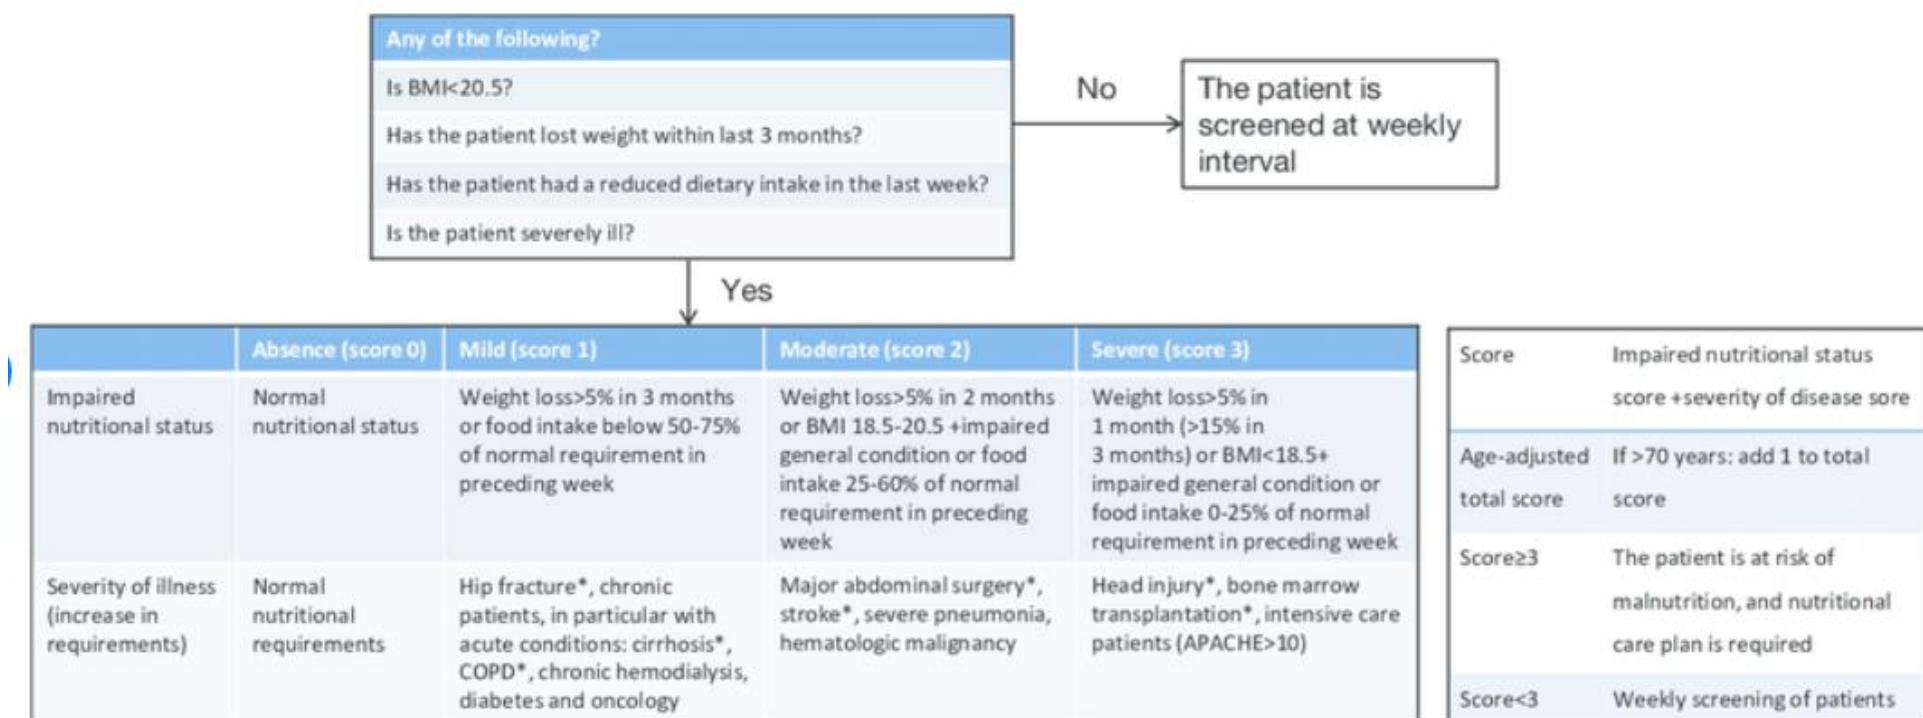 Any of the following?
Is BMI<20.5?
Has the patient lost weight within last 3 months?
Has the patient had a reduced dietary intake in the last week?
Is the patient severely ill?
No
The patient is
screened at weekly
interval
Yes
Absence (score 0)
Mild (score 1)
Moderate (score 2)
Severe (score 3)
Impaired
nutritional status
Normal
nutritional status
Weight loss>5% in 3 months
or food intake below 50-75%
of normal requirement in
preceding week
Weight loss>5% in 2 months
or BMI 18.5-20.5 +impaired
general condition or food
intake 25-60% of normal
requirement in preceding
week
Weight loss>5% in
1 month (>15% in
3 months) or BMI<18.5+
impaired general condition or
food intake 0-25% of normal
requirement in preceding week
Severity of illness
(increase in
requirements)
Normal
nutritional
requirements
Hip fracture*, chronic
patients, in particular with
acute conditions: cirrhosis*,
COPD*, chronic hemodialysis,
diabetes and oncology
Major abdominal surgery*,
stroke*, severe pneumonia,
hematologic malignancy
Head injury*, bone marrow
transplantation*, intensive care
patients (APACHE>10)
Score
Impaired nutritional status
score +severity of disease sore
Age-adjusted
total score
If >70 years: add 1 to total
score
Score≥3
The patient is at risk of
malnutrition, and nutritional
care plan is required
Score<3
Weekly screening of patients